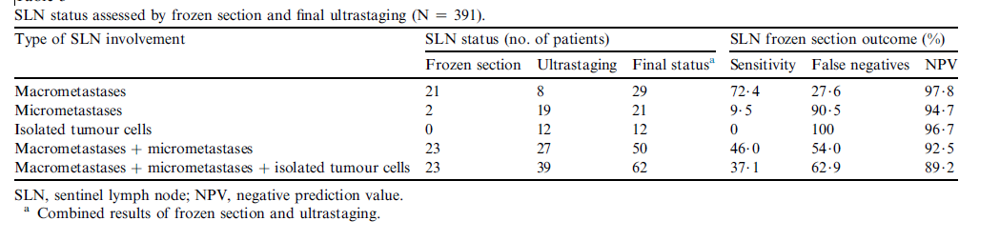 SLN status assessed by frozen section and final ultrastaging (N = 391).
Type of SLN involvement SLN status (no. of patients) SLN frozen section outcome (%)
Frozen section Ultrastaging Final statusᵃ Sensitivity False negatives NPV
Macrometastases 21 8 29 72·4 27·6 97·8
Micrometastases 2 19 21 9·5 90·5 94·7
Isolated tumour cells 0 12 12 0 100 96·7
Macrometastases + micrometastases 23 27 50 46·0 54·0 92·5
Macrometastases + micrometastases + isolated tumour cells 23 39 62 37·1 62·9 89·2
SLN, sentinel lymph node; NPV, negative prediction value.
ᵃ Combined results of frozen section and ultrastaging.